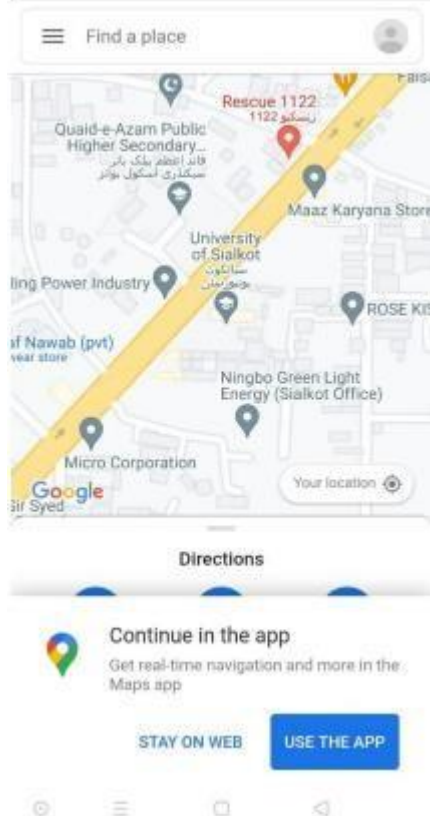 Find a place
Faisa
Rescue 1122
ريسكيو 1122
Quaid-e-Azam Public
Higher Secondary...
Maaz Karyana Store
University
of Sialkot
ling Power Industry
ROSE KIS
af Nawab (pvt)
wear store
Ningbo Green Light
Energy (Sialkot Office)
Micro Corporation
Google
Your location
Sir Syed
Directions
Continue in the app
Get real-time navigation and more in the
Maps app
STAY ON WEB
USE THE APP